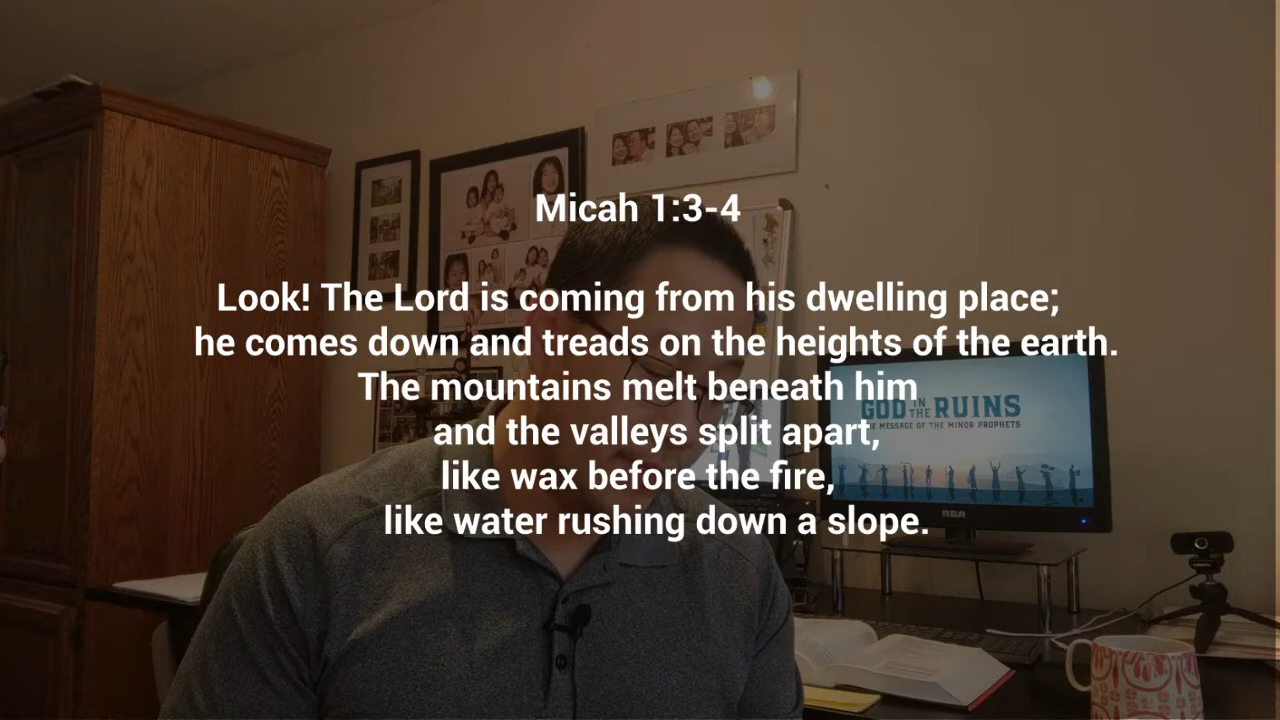 Micah 1:3-4
Look! The Lord is coming from his dwelling place;
he comes down and treads on the heights of the earth.
The mountains melt beneath him
and the valleys split apart,
like wax before the fire,
like water rushing down a slope.
GOD IN THE RUINS
MESSAGE OF THE MINOR PROPHETS
RCA